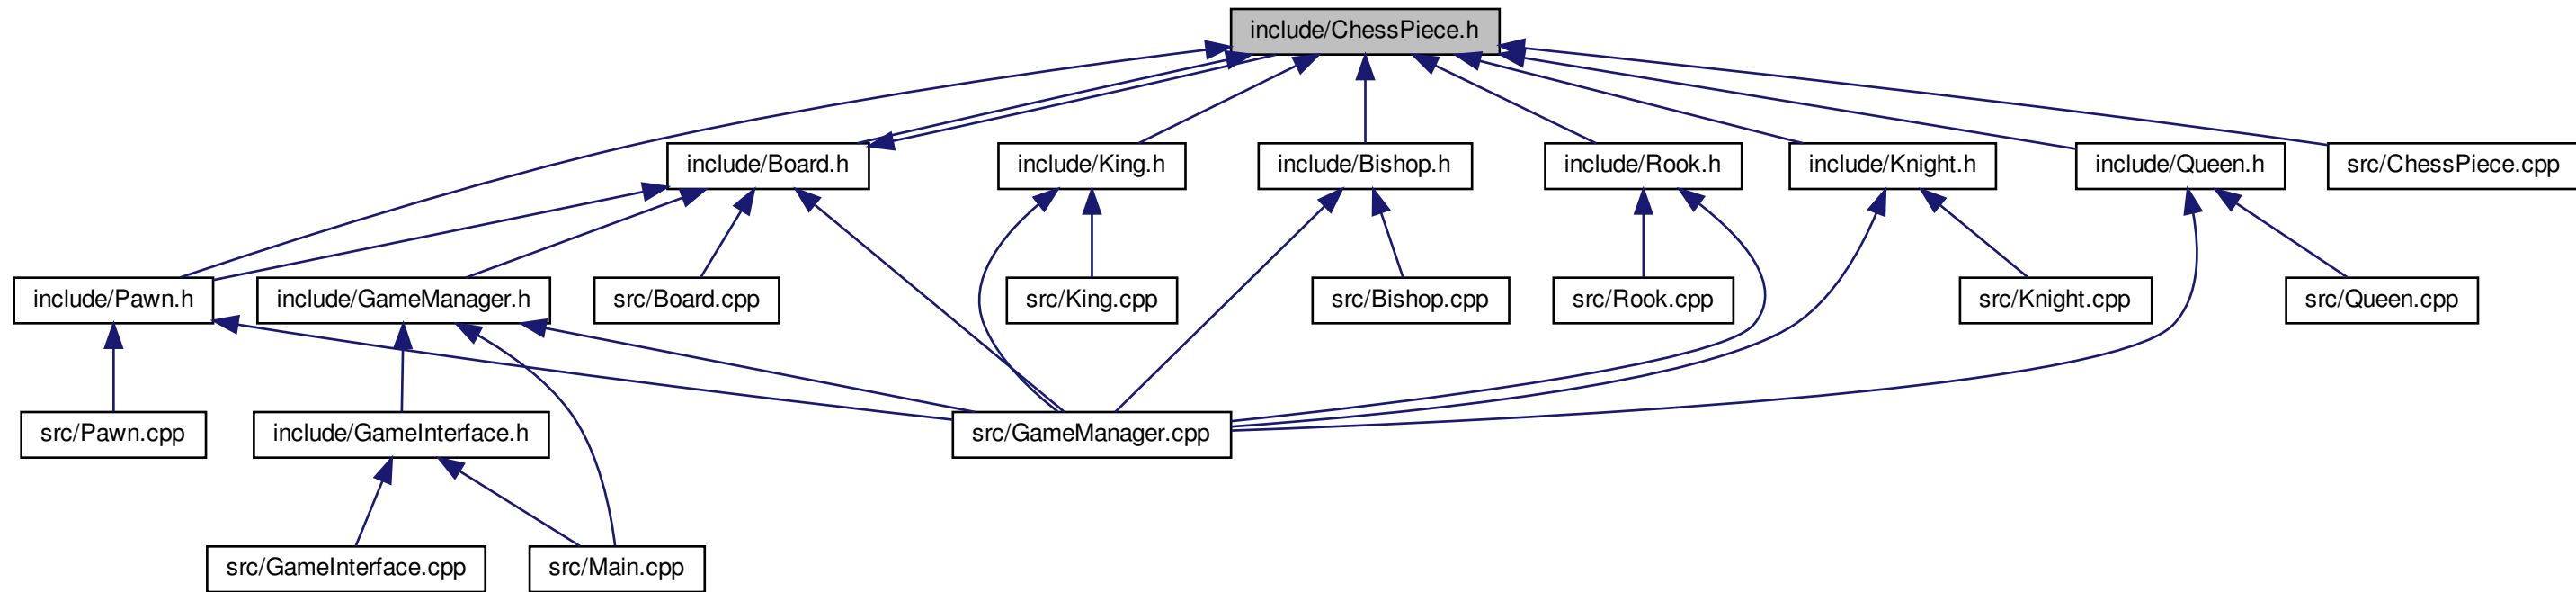 include/ChessPiece.h
include/Board.h
include/King.h
include/Bishop.h
include/Rook.h
include/Knight.h
include/Queen.h
src/ChessPiece.cpp
include/Pawn.h
include/GameManager.h
src/Board.cpp
src/King.cpp
src/Bishop.cpp
src/Rook.cpp
src/Knight.cpp
src/Queen.cpp
src/Pawn.cpp
include/GameInterface.h
src/GameManager.cpp
src/GameInterface.cpp
src/Main.cpp